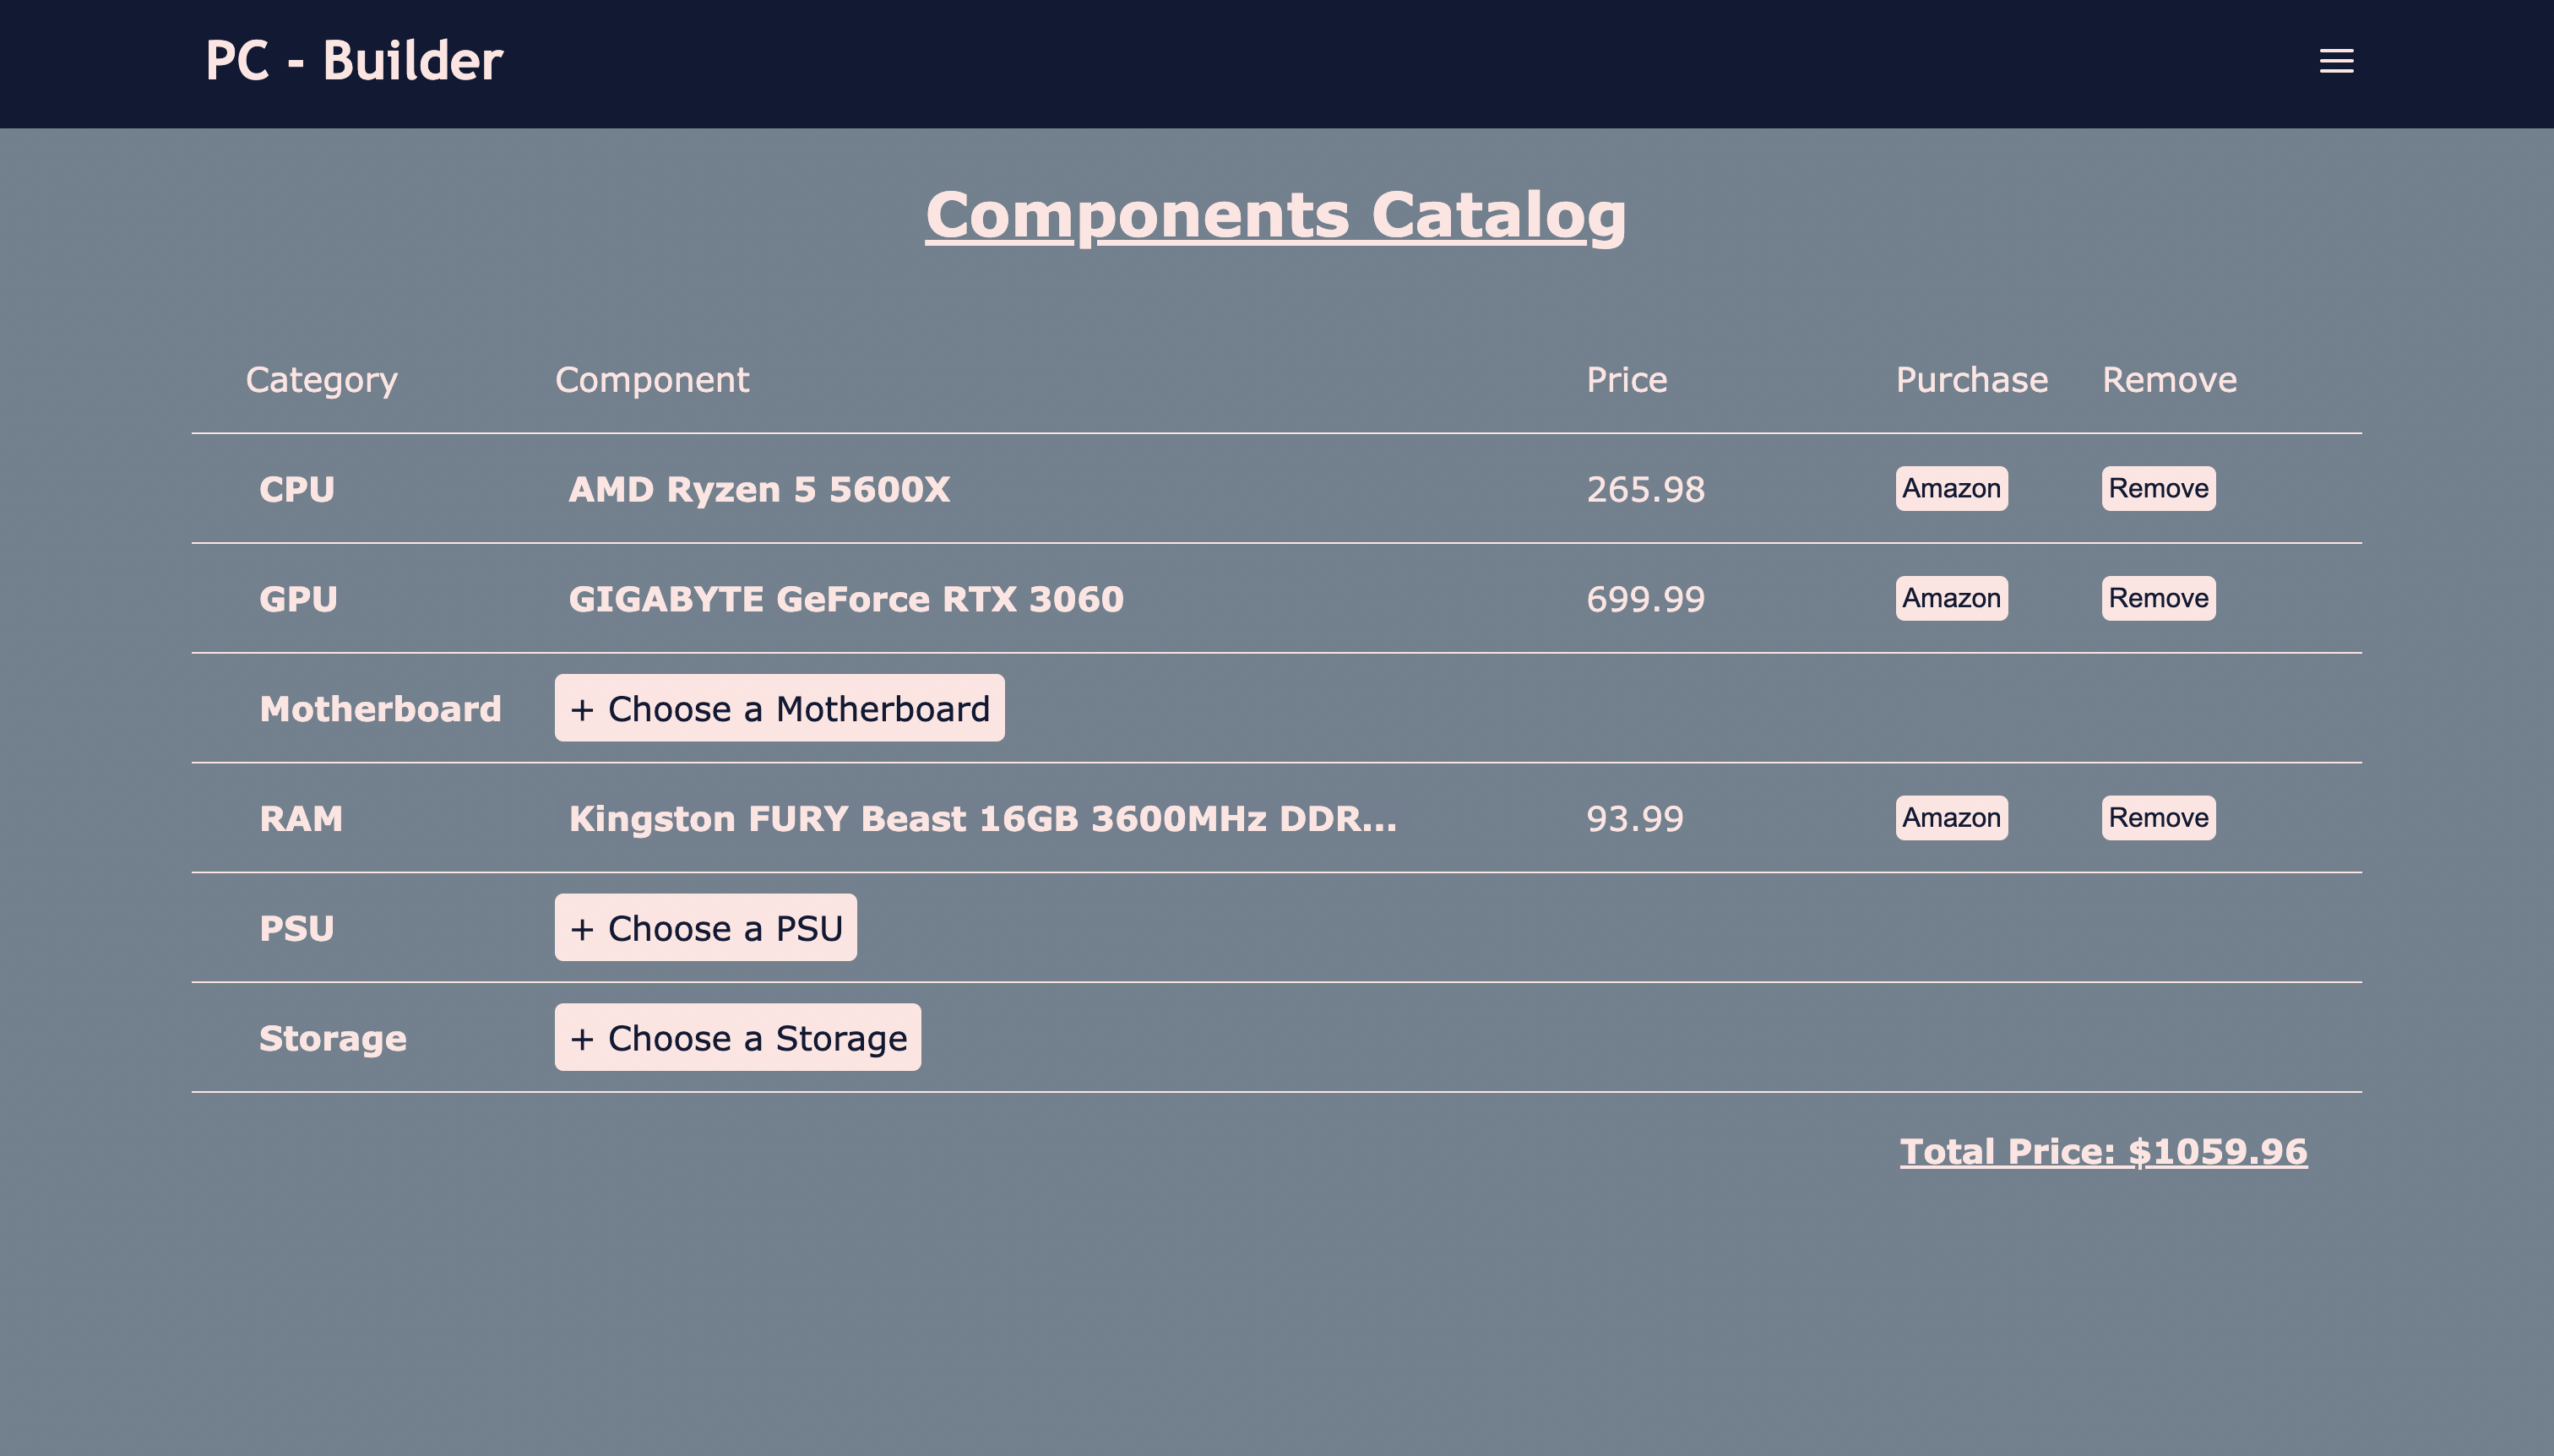 PC - Builder
Components Catalog
Category Component Price Purchase Remove
CPU AMD Ryzen 5 5600X 265.98 Amazon Remove
GPU GIGABYTE GeForce RTX 3060 699.99 Amazon Remove
Motherboard + Choose a Motherboard
RAM Kingston FURY Beast 16GB 3600MHz DDR... 93.99 Amazon Remove
PSU + Choose a PSU
Storage + Choose a Storage
Total Price: $1059.96